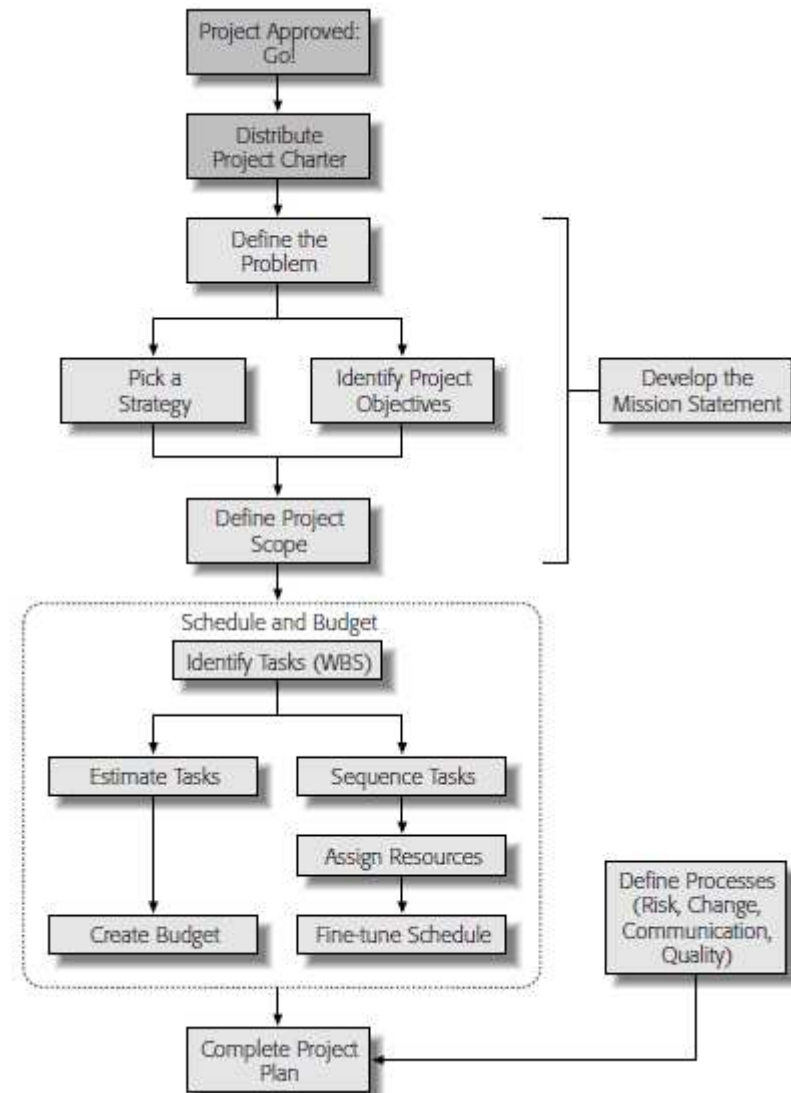 Project Approved:
Go!
Distribute
Project Charter
Define the
Problem
Pick a
Strategy
Identify Project
Objectives
Develop the
Mission Statement
Define Project
Scope
Schedule and Budget
Identify Tasks (WBS)
Estimate Tasks
Sequence Tasks
Assign Resources
Define Processes
(Risk, Change,
Communication,
Quality)
Create Budget
Fine-tune Schedule
Complete Project
Plan